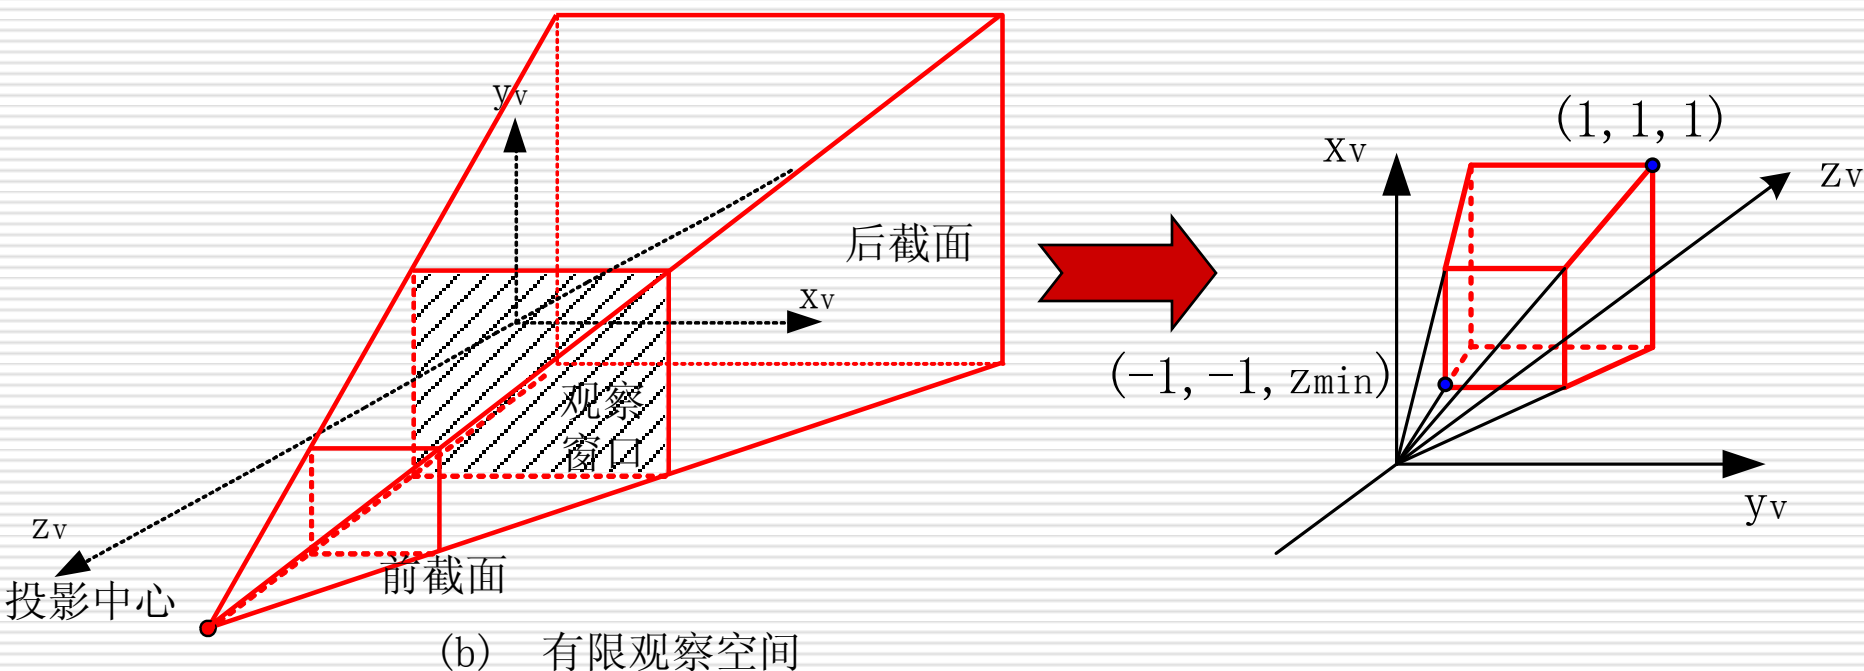 yv
后截面
xv
观察
窗口
zv
投影中心
前截面
(b) 有限观察空间
(1,1,1)
xv
zv
(-1,-1,zmin)
yv